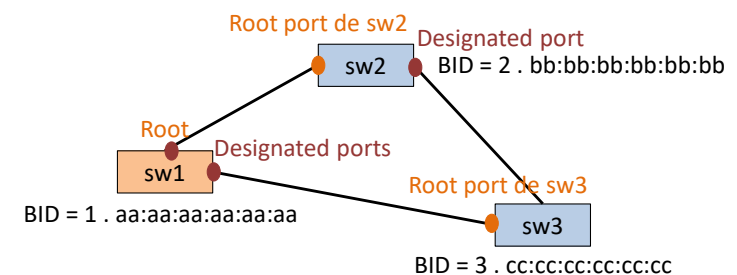 Root port de sw2
Designated port
sw2
BID = 2 . bb:bb:bb:bb:bb:bb
Root
Designated ports
sw1
Root port de sw3
BID = 1 . aa:aa:aa:aa:aa:aa
sw3
BID = 3 . cc:cc:cc:cc:cc:cc